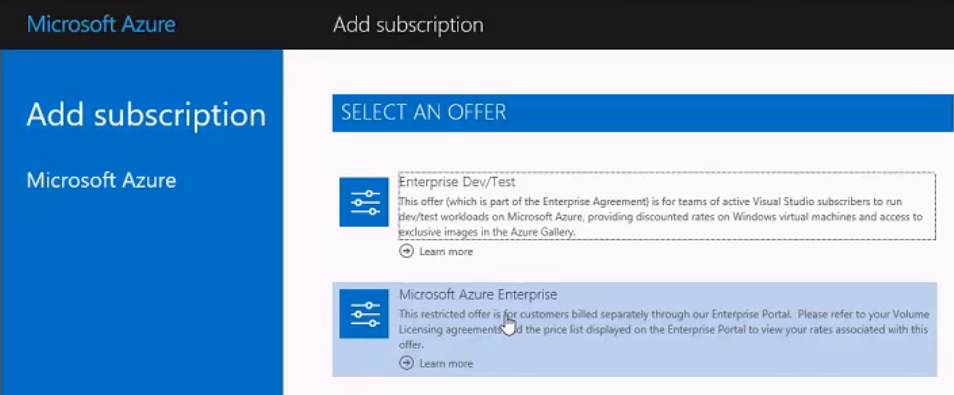 Microsoft Azure
Add subscription
Add subscription
Microsoft Azure
SELECT AN OFFER
Enterprise Dev/Test
This offer (which is part of the Enterprise Agreement) is for teams of active Visual Studio subscribers to run
dev/test workloads on Microsoft Azure, providing discounted rates on Windows virtual machines and access to
exclusive images in the Azure Gallery.
Learn more
Microsoft Azure Enterprise
This restricted offer is for customers billed separately through our Enterprise Portal. Please refer to your Volume
Licensing agreements and the price list displayed on the Enterprise Portal to view your rates associated with this
offer.
Learn more